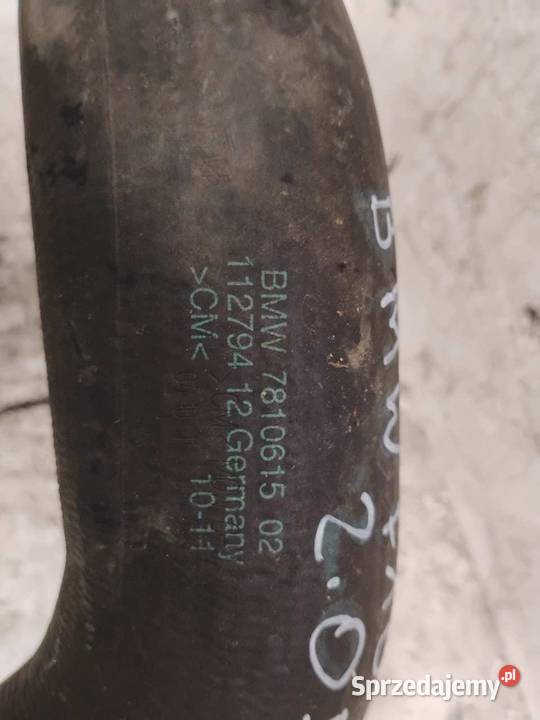 BMW 7810615 02
112794 12 Germany
>CM< 10-11
BMW
2.0
Sprzedajemy.pl